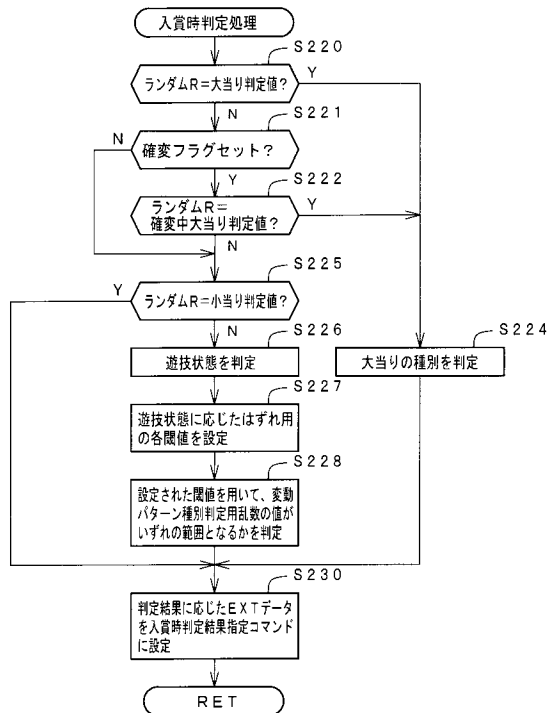 入賞時判定処理
S220
ランダムR=大当り判定値?
Y
N
S221
確変フラグセット?
N
Y
S222
ランダムR=
確変中大当り判定値?
Y
N
S225
ランダムR=小当り判定値?
Y
N
S226
遊技状態を判定
S224
大当りの種別を判定
S227
遊技状態に応じたはずれ用
の各閾値を設定
S228
設定された閾値を用いて、変動
パターン種別判定用乱数の値が
いずれの範囲となるかを判定
S230
判定結果に応じたEXTデータ
を入賞時判定結果指定コマンド
に設定
RET